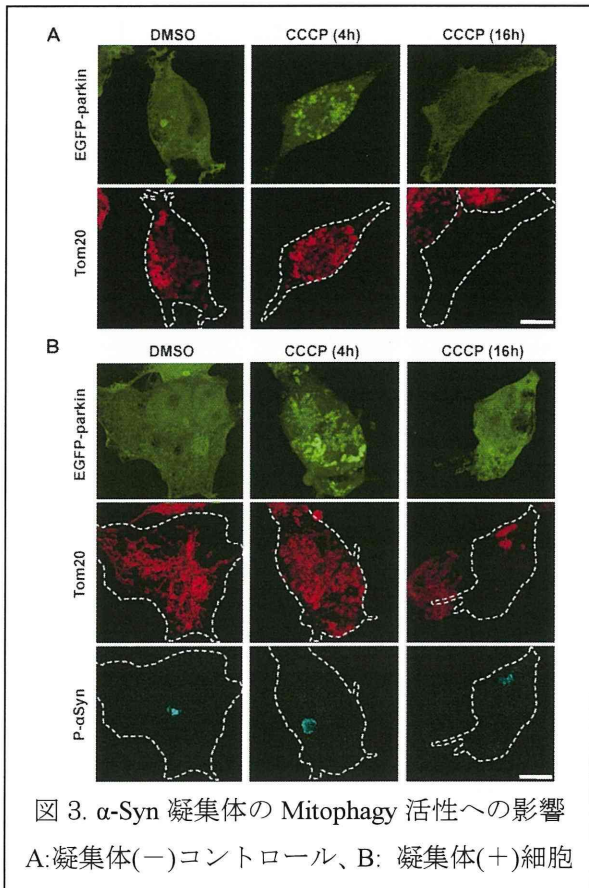 A
DMSO CCCP (4h) CCCP (16h)
EGFP-parkin
Tom20
B
DMSO CCCP (4h) CCCP (16h)
EGFP-parkin
Tom20
P-αSyn
図 3. α-Syn 凝集体の Mitophagy 活性への影響
A:凝集体(－)コントロール、B: 凝集体(＋)細胞